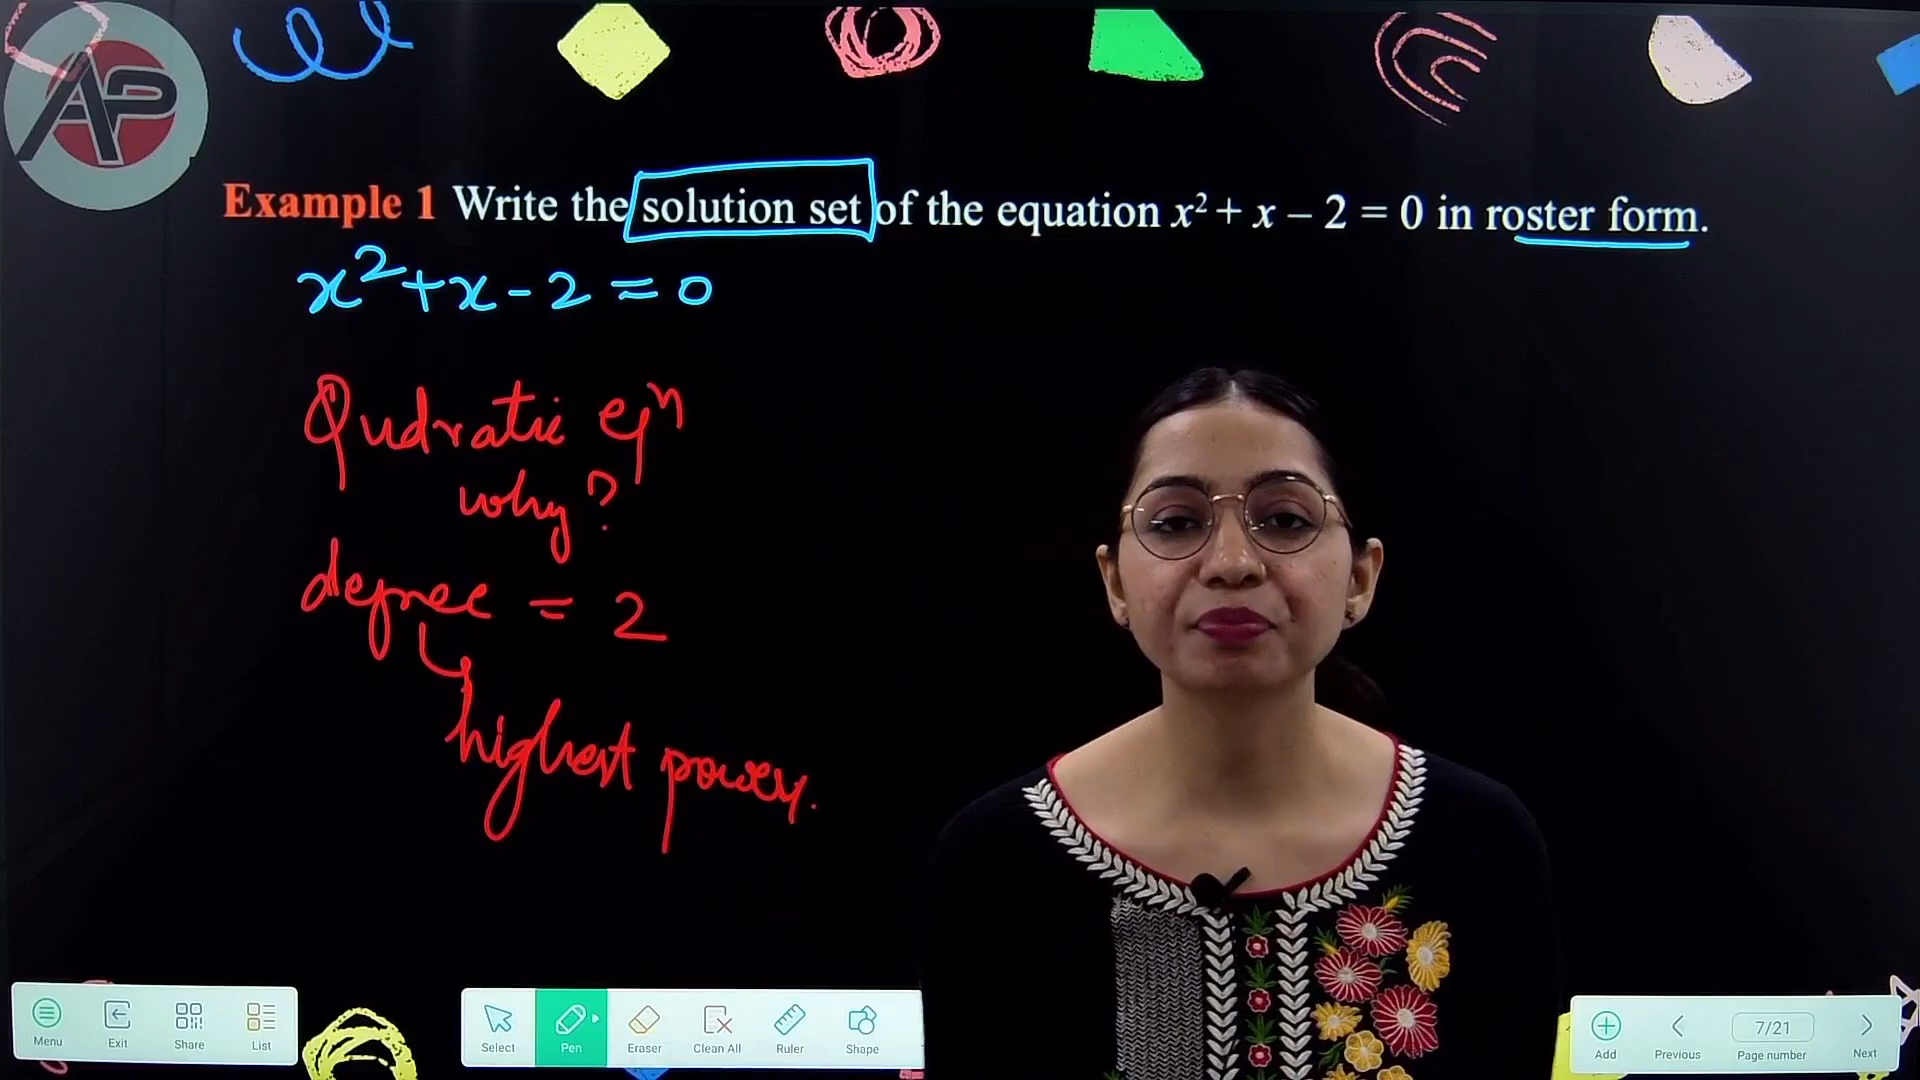 AP
Example 1 Write the solution set of the equation x² + x – 2 = 0 in roster form.
x²+x-2=0
Qudratic eqⁿ
why?
degree = 2
highest power.
Menu Exit Share List
Select Pen Eraser Clean All Ruler Shape
Add Previous 7/21 Page number Next